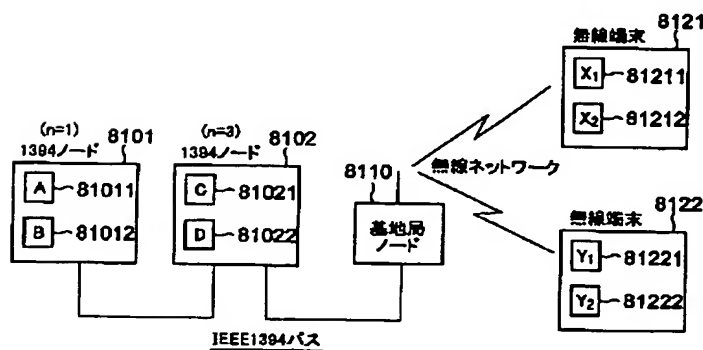 (n=1)
1394ノード
8101
A
81011
B
81012
(n=3)
1394ノード
8102
C
81021
D
81022
8110
基地局
ノード
無線ネットワーク
無線端末
8121
X1
81211
X2
81212
無線端末
8122
Y1
81221
Y2
81222
IEEE1394バス